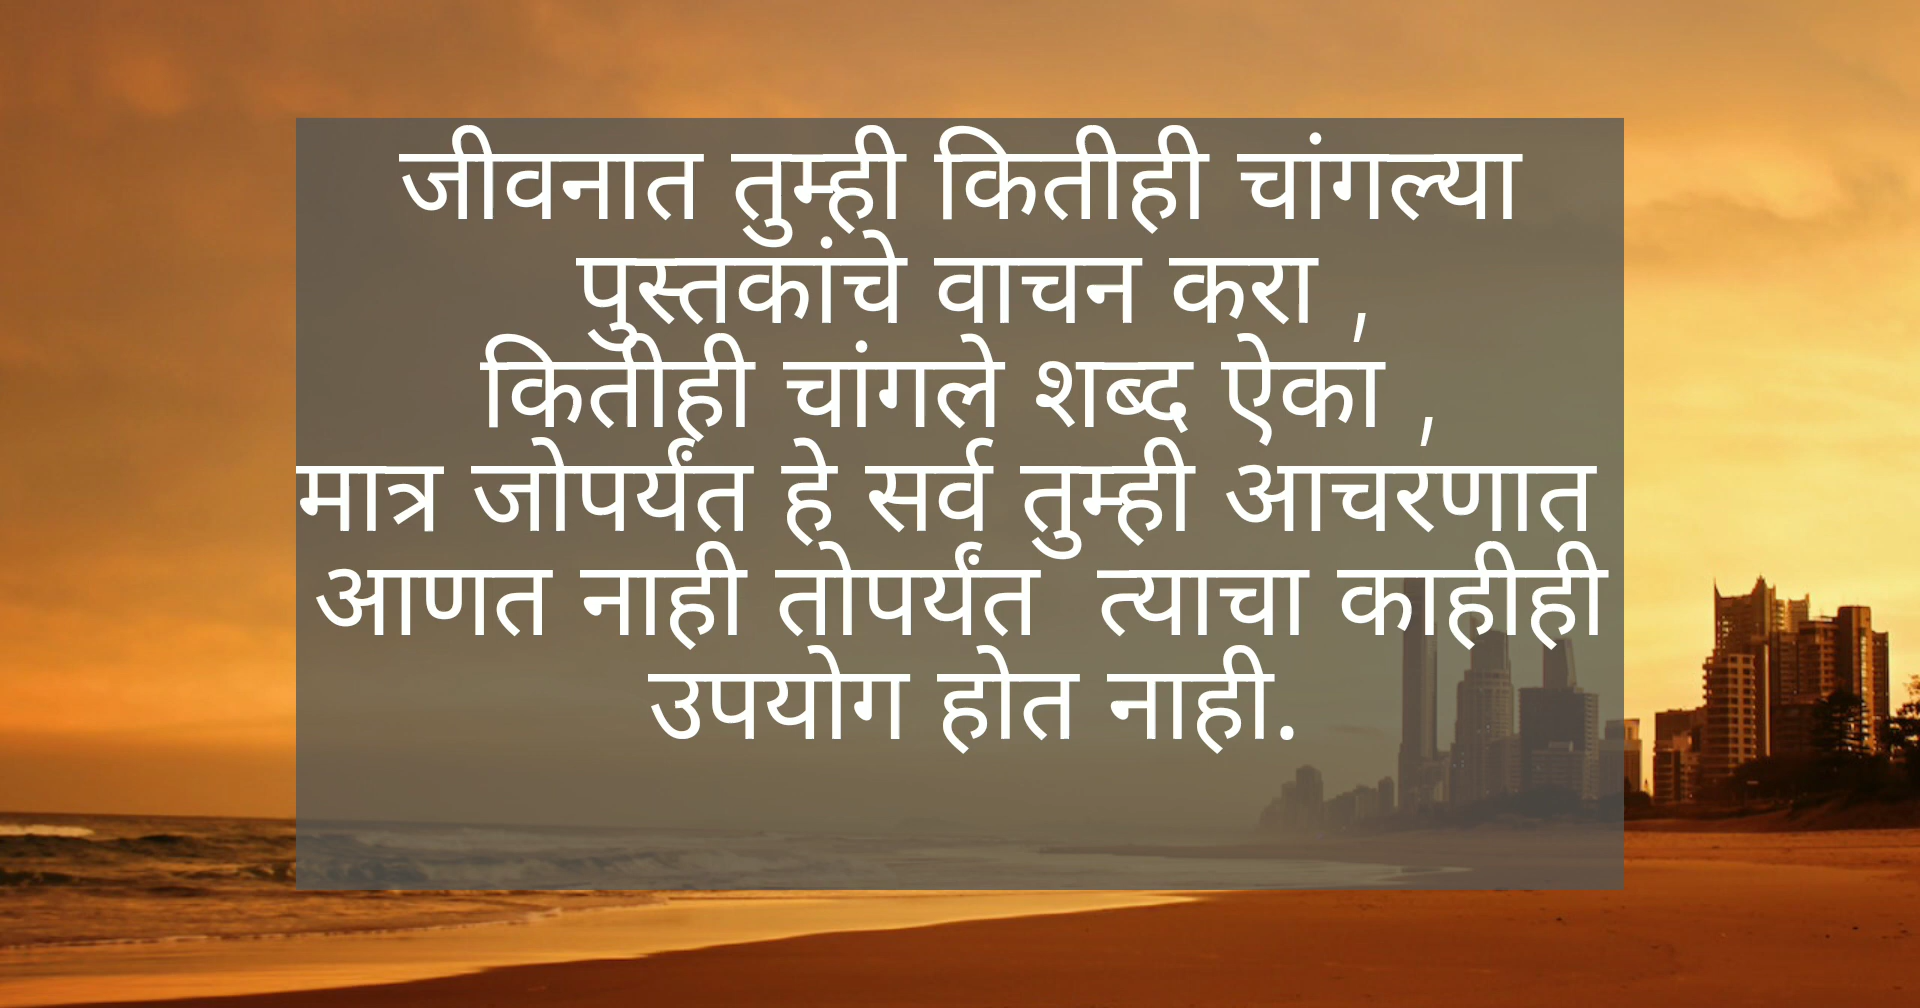 जीवनात तुम्ही कितीही चांगल्या
पुस्तकांचे वाचन करा ,
कितीही चांगले शब्द ऐका ,
मात्र जोपर्यंत हे सर्व तुम्ही आचरणात
आणत नाही तोपर्यंत त्याचा काहीही
उपयोग होत नाही.